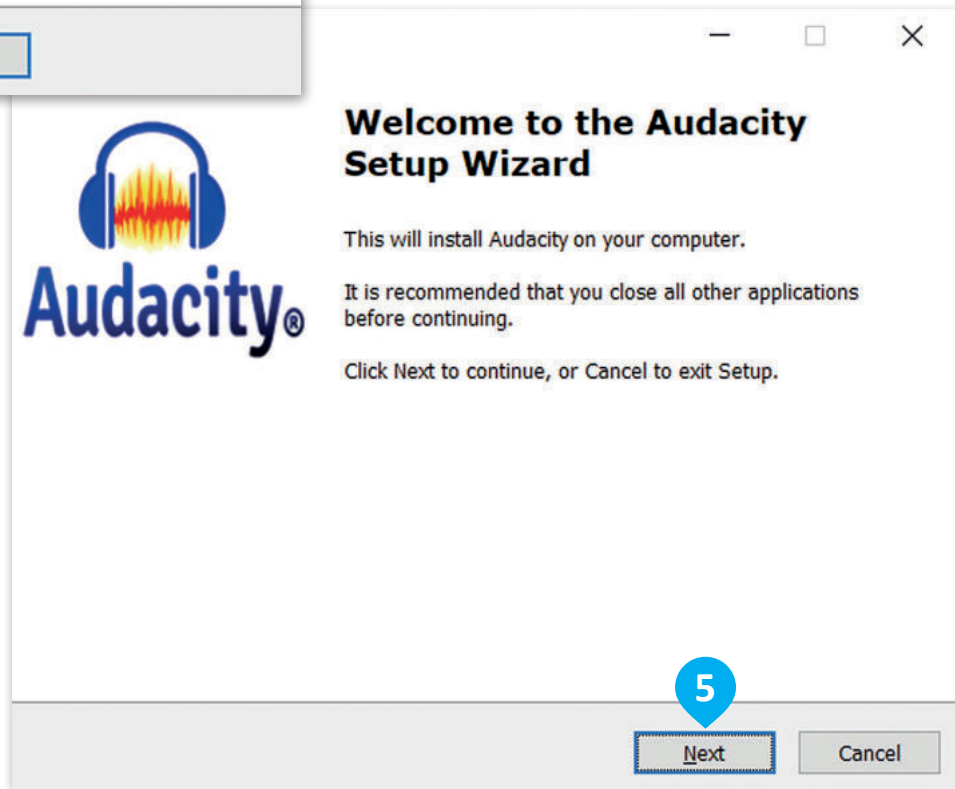 Welcome to the Audacity
Setup Wizard
Audacity®
This will install Audacity on your computer.
It is recommended that you close all other applications
before continuing.
Click Next to continue, or Cancel to exit Setup.
5
Next
Cancel